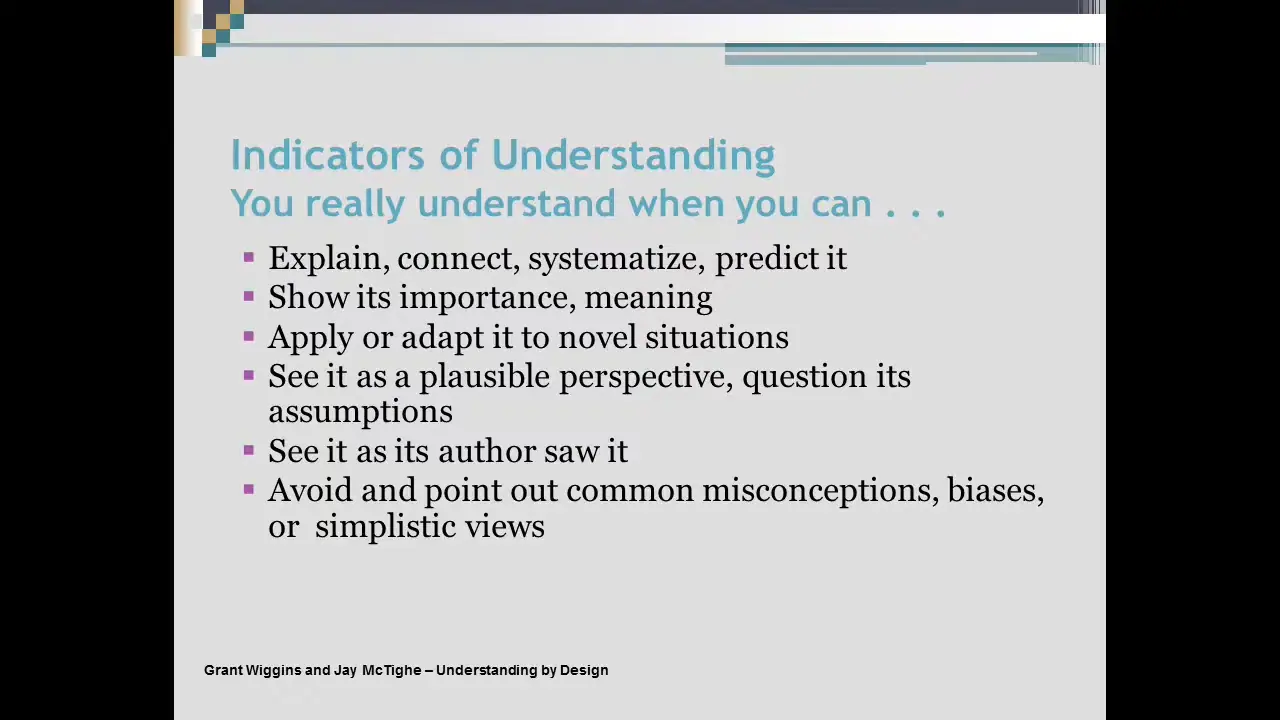 Indicators of Understanding
You really understand when you can . . .
▪ Explain, connect, systematize, predict it
▪ Show its importance, meaning
▪ Apply or adapt it to novel situations
▪ See it as a plausible perspective, question its
assumptions
▪ See it as its author saw it
▪ Avoid and point out common misconceptions, biases,
or  simplistic views
Grant Wiggins and Jay McTighe – Understanding by Design